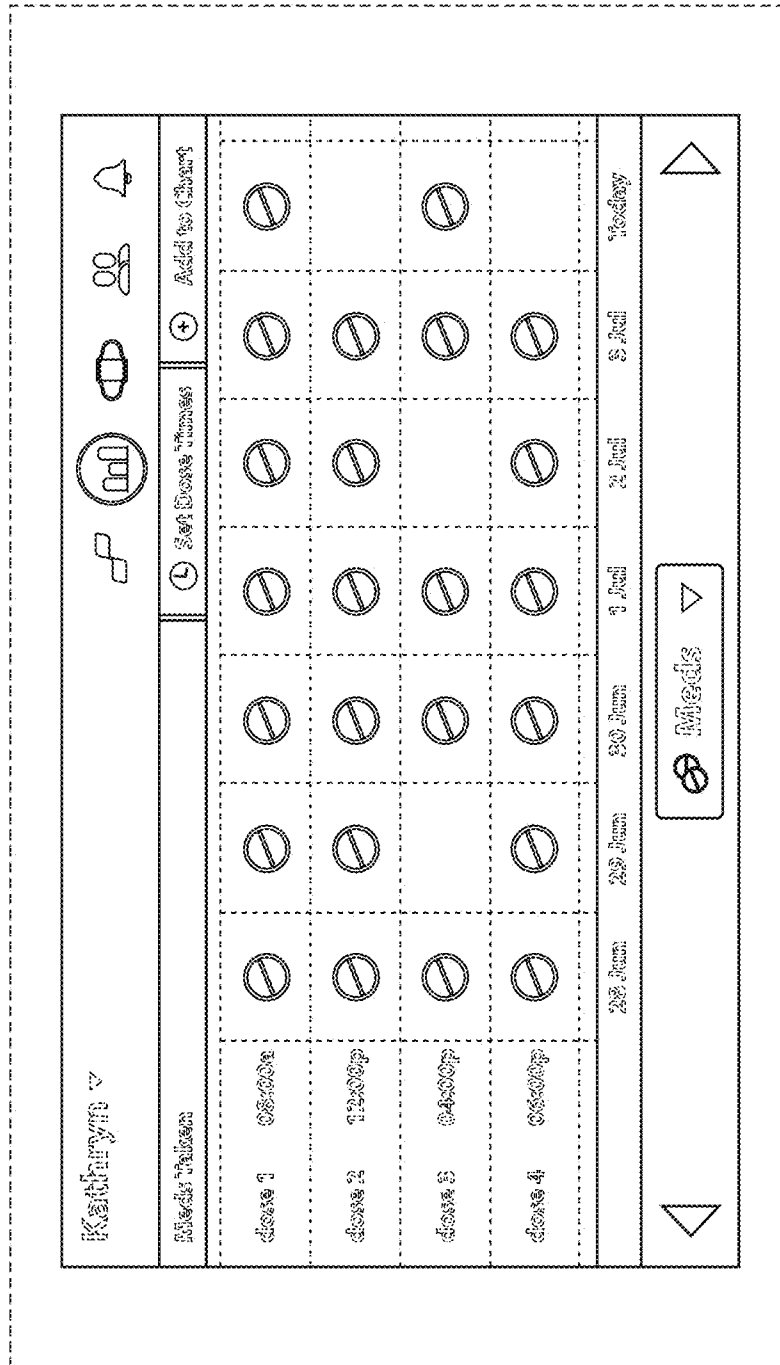 Kathryn
Meds Taken
Set Dose Times
Add to Chart
dose 1 08:00a
dose 2 12:00p
dose 3 04:00p
dose 4 06:00p
28 Jun 29 Jun 30 Jun 1 Jul 2 Jul 3 Jul Today
Meds